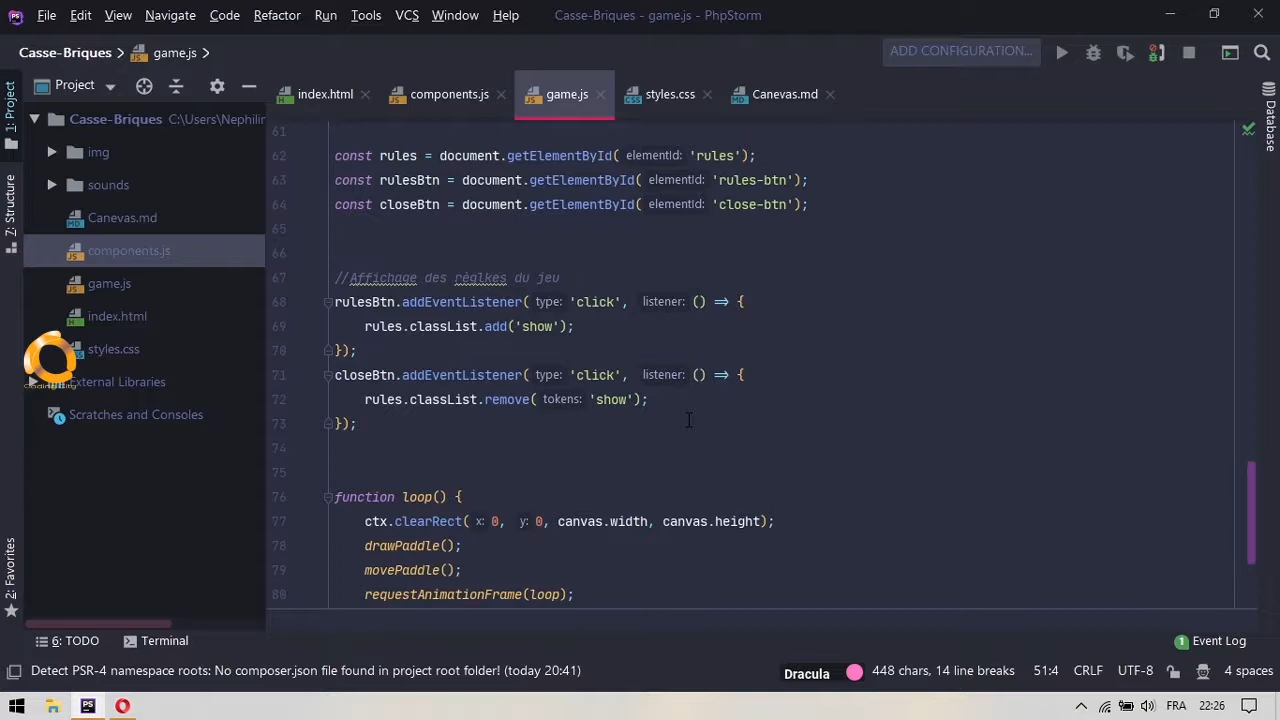 File Edit View Navigate Code Refactor Run Tools VCS Window Help Casse-Briques - game.js - PhpStorm
Casse-Briques game.js ADD CONFIGURATION...
Project
index.html components.js game.js styles.css Canevas.md
1: Project
Casse-Briques C:\Users\Nephilin
img
sounds
Canevas.md
components.js
game.js
index.html
styles.css
External Libraries
Scratches and Consoles
7: Structure
2: Favorites
Database
61
62 const rules = document.getElementById( elementId: 'rules');
63 const rulesBtn = document.getElementById( elementId: 'rules-btn');
64 const closeBtn = document.getElementById( elementId: 'close-btn');
65
66
67 //Affichage des règlkes du jeu
68 rulesBtn.addEventListener( type: 'click', listener: () => {
69 rules.classList.add('show');
70 });
71 closeBtn.addEventListener( type: 'click', listener: () => {
72 rules.classList.remove( tokens: 'show');
73 });
74
75
76 function loop() {
77 ctx.clearRect( x: 0, y: 0, canvas.width, canvas.height);
78 drawPaddle();
79 movePaddle();
80 requestAnimationFrame(loop);
6: TODO Terminal 1 Event Log
Detect PSR-4 namespace roots: No composer.json file found in project root folder! (today 20:41) Dracula 448 chars, 14 line breaks 51:4 CRLF UTF-8 4 spaces
FRA 22:26